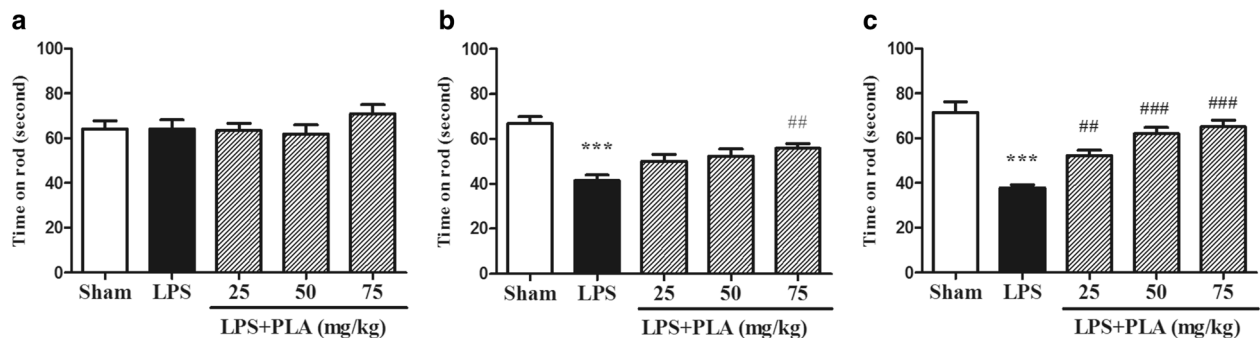 a
100
80
60
40
20
0
Time on rod (second)
Sham LPS 25 50 75
LPS+PLA (mg/kg)
b
100
80
60
40
20
0
Time on rod (second)
***
##
Sham LPS 25 50 75
LPS+PLA (mg/kg)
c
100
80
60
40
20
0
Time on rod (second)
***
##
###
###
Sham LPS 25 50 75
LPS+PLA (mg/kg)